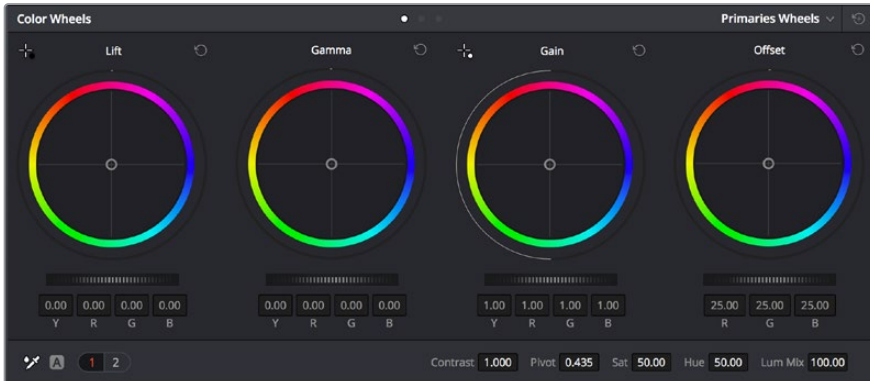 Color Wheels Primaries Wheels
Lift Gamma Gain Offset
0.00 0.00 0.00 0.00 0.00 0.00 0.00 0.00 1.00 1.00 1.00 1.00 25.00 25.00 25.00
Y R G B Y R G B Y R G B R G B
A 1 2 Contrast 1.000 Pivot 0.435 Sat 50.00 Hue 50.00 Lum Mix 100.00